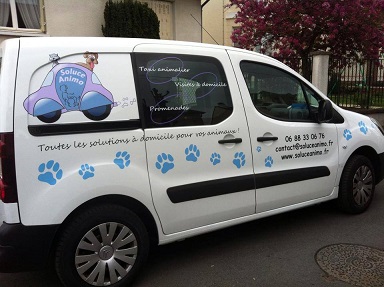 Soluce
Animo
Taxi animalier
Visites à domicile
Promenades
Toutes les solutions à domicile pour vos animaux !
06 88 33 06 76
contact@soluceanimo.fr
www.soluceanimo.fr